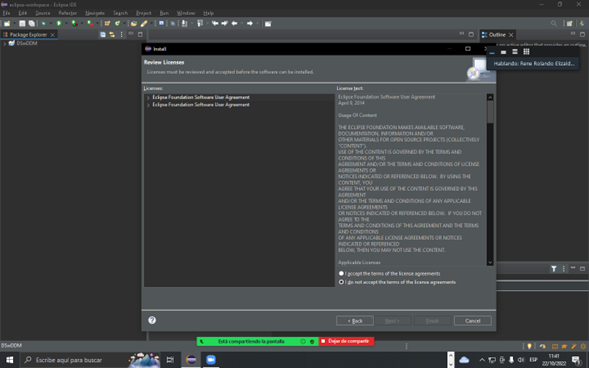 eclipse-workspace - Eclipse IDE
File Edit Source Refactor Navigate Search Project Run Window Help
Package Explorer
Outline
DSwDOM
Install
Review Licenses
Licenses must be reviewed and accepted before the software can be installed.
Hablando: Rene Rolando Elizald...
Licenses:
Eclipse Foundation Software User Agreement
Eclipse Foundation Software User Agreement
License text:
Eclipse Foundation Software User Agreement
April 9, 2014
Usage Of Content
THE ECLIPSE FOUNDATION MAKES AVAILABLE SOFTWARE,
DOCUMENTATION, INFORMATION AND/OR
OTHER MATERIALS FOR OPEN SOURCE PROJECTS (COLLECTIVELY
"CONTENT").
USE OF THE CONTENT IS GOVERNED BY THE TERMS AND
CONDITIONS OF THIS
AGREEMENT AND/OR THE TERMS AND CONDITIONS OF LICENSE
AGREEMENTS OR
NOTICES INDICATED OR REFERENCED BELOW. BY USING THE
CONTENT, YOU
AGREE THAT YOUR USE OF THE CONTENT IS GOVERNED BY THIS
AGREEMENT
AND/OR THE TERMS AND CONDITIONS OF ANY APPLICABLE
LICENSE AGREEMENTS
OR NOTICES INDICATED OR REFERENCED BELOW. IF YOU DO NOT
AGREE TO THE
TERMS AND CONDITIONS OF THIS AGREEMENT AND THE TERMS
AND CONDITIONS
OF ANY APPLICABLE LICENSE AGREEMENTS OR NOTICES
INDICATED OR REFERENCED
BELOW, THEN YOU MAY NOT USE THE CONTENT.
Applicable Licenses
I accept the terms of the license agreements
I do not accept the terms of the license agreements
< Back
Next >
Finish
Cancel
Está compartiendo la pantalla
Dejar de compartir
DSwDOM
Escribe aquí para buscar
ESP
11:41
22/10/2022